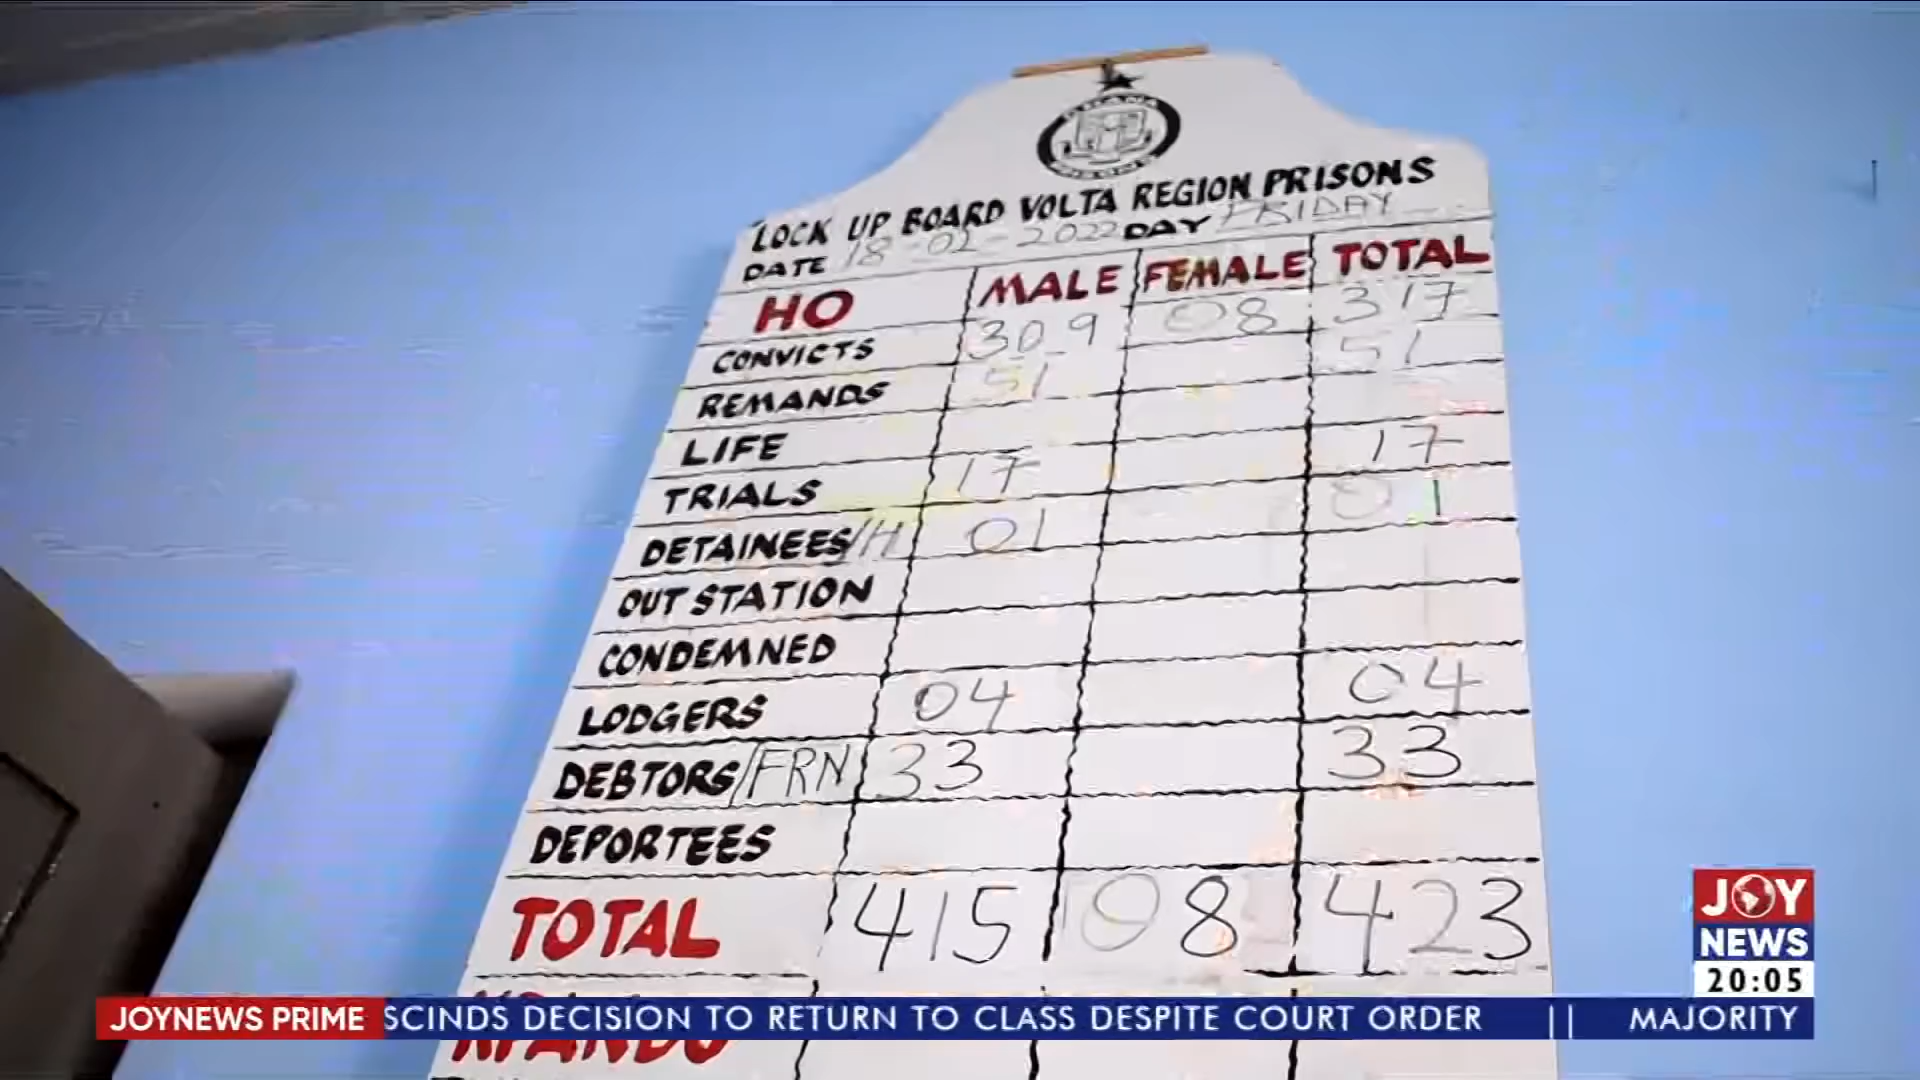 GHANA
LOCK UP BOARD VOLTA REGION PRISONS
DATE 18-02-2022 DAY FRIDAY
HO MALE FEMALE TOTAL
CONVICTS 309 08 317
REMANDS 51 51
LIFE
TRIALS 17 17
DETAINEES/H 01 01
OUT STATION
CONDEMNED
LODGERS 04 04
DEBTORS/FRN 33 33
DEPORTEES
TOTAL 415 08 423
KPANDO
JOY
NEWS
20:05
JOYNEWS PRIME SCINDS DECISION TO RETURN TO CLASS DESPITE COURT ORDER || MAJORITY